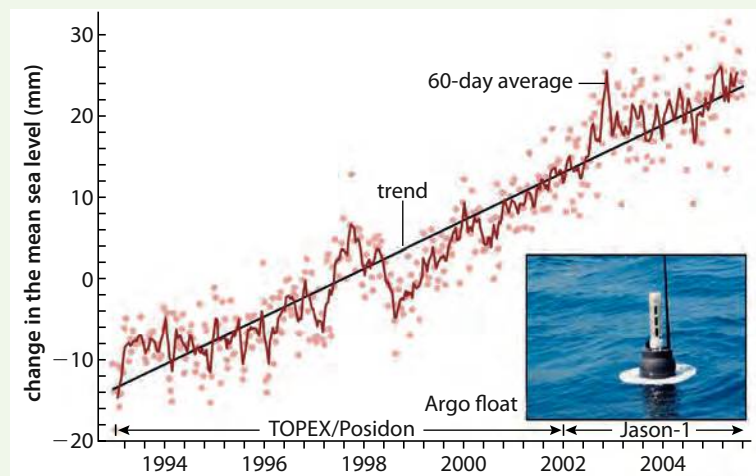 change in the mean sea level (mm)
30
20
10
0
−10
−20
60-day average
trend
Argo float
TOPEX/Posidon
Jason-1
1994
1996
1998
2000
2002
2004